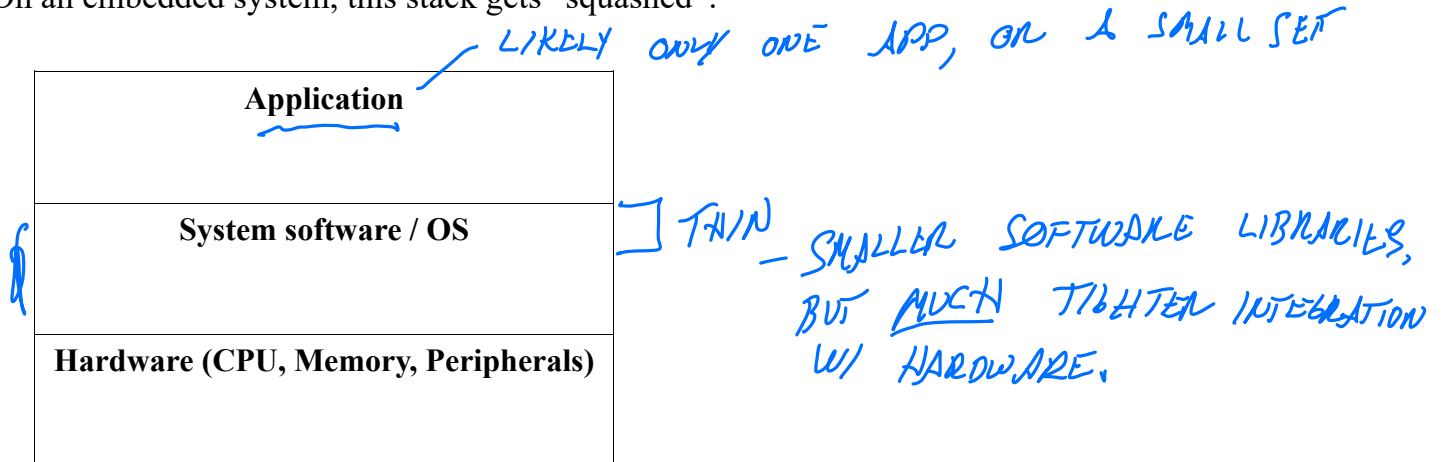 On an embedded system, this stack gets "squashed".
LIKELY ONLY ONE APP, OR A SMALL SET
Application
System software / OS
THIN – SMALLER SOFTWARE LIBRARIES,
BUT MUCH TIGHTER INTEGRATION
W/ HARDWARE.
Hardware (CPU, Memory, Peripherals)